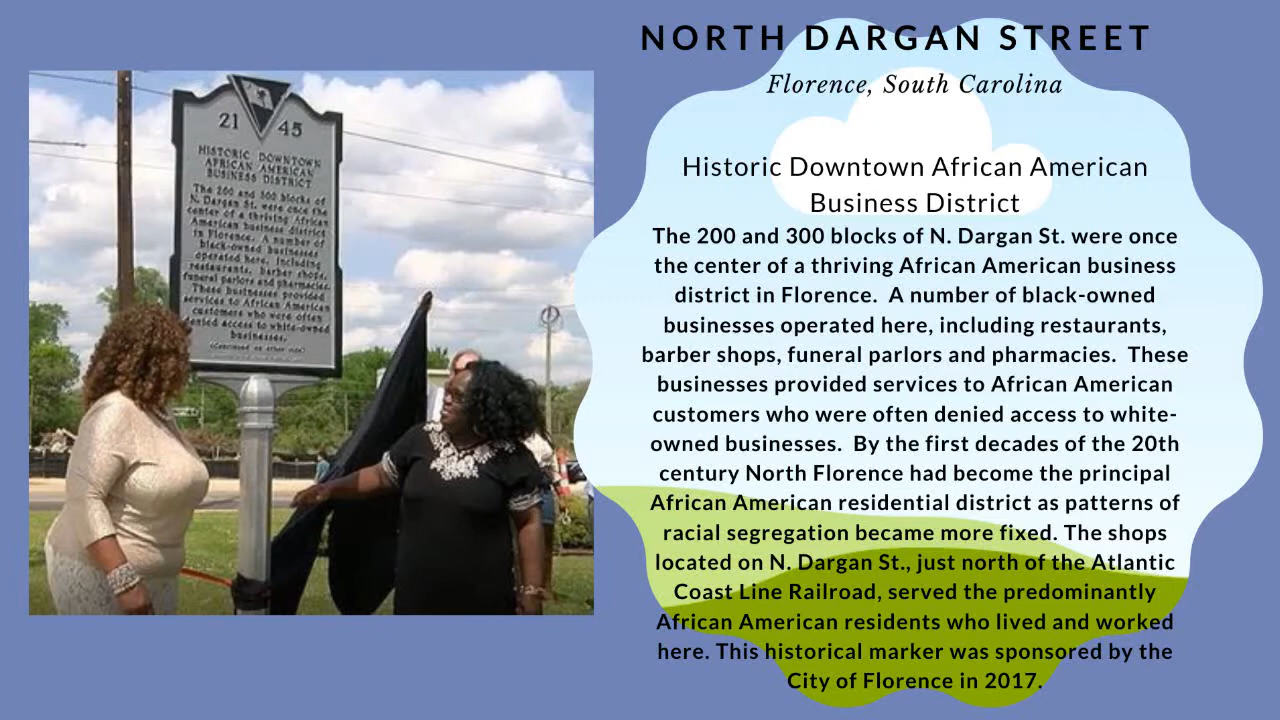 NORTH DARGAN STREET
Florence, South Carolina
Historic Downtown African American
Business District
The 200 and 300 blocks of N. Dargan St. were once
the center of a thriving African American business
district in Florence.  A number of black-owned
businesses operated here, including restaurants,
barber shops, funeral parlors and pharmacies.  These
businesses provided services to African American
customers who were often denied access to white-
owned businesses.  By the first decades of the 20th
century North Florence had become the principal
African American residential district as patterns of
racial segregation became more fixed. The shops
located on N. Dargan St., just north of the Atlantic
Coast Line Railroad, served the predominantly
African American residents who lived and worked
here. This historical marker was sponsored by the
City of Florence in 2017.
21 45
HISTORIC DOWNTOWN
AFRICAN AMERICAN
BUSINESS DISTRICT
The 200 and 300 blocks of
N. Dargan St. were once the
center of a thriving African
American business district
in Florence. A number of
black-owned businesses
operated here, including
restaurants, barber shops,
funeral parlors and pharmacies.
These businesses provided
services to African American
customers who were often
denied access to white-owned
businesses.
(Continued on other side)